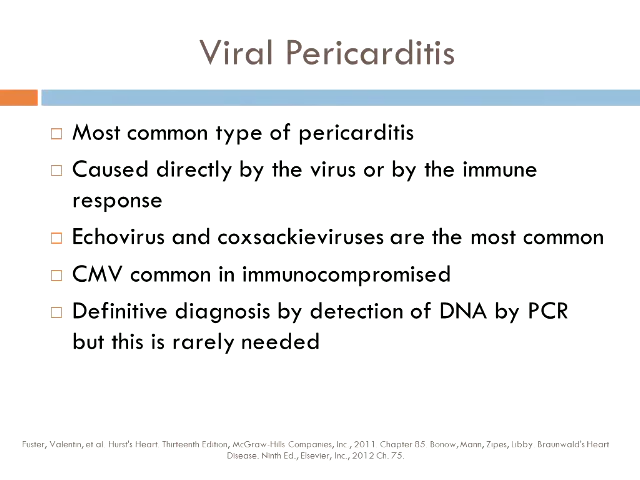 Viral Pericarditis
Most common type of pericarditis
Caused directly by the virus or by the immune
response
Echovirus and coxsackieviruses are the most common
CMV common in immunocompromised
Definitive diagnosis by detection of DNA by PCR
but this is rarely needed
Fuster, Valentin, et al. Hurst's Heart. Thirteenth Edition, McGraw-Hills Companies, Inc., 2011. Chapter 85. Bonow, Mann, Zipes, Libby. Braunwald's Heart
Disease. Ninth Ed., Elsevier, Inc., 2012 Ch. 75.